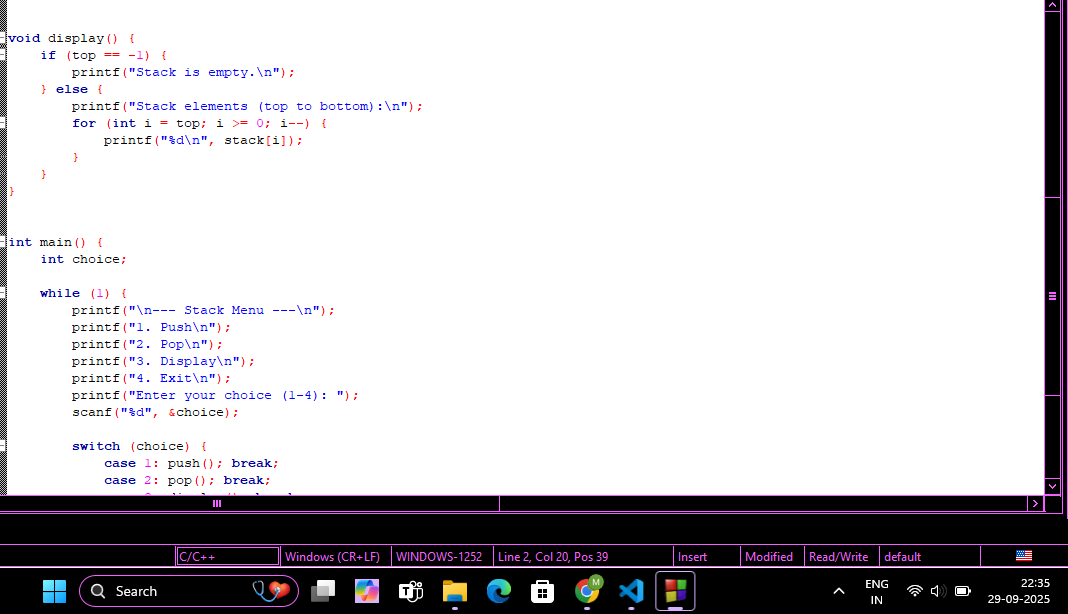 void display() {
    if (top == -1) {
        printf("Stack is empty.\n");
    } else {
        printf("Stack elements (top to bottom):\n");
        for (int i = top; i >= 0; i--) {
            printf("%d\n", stack[i]);
        }
    }
}
int main() {
    int choice;
    while (1) {
        printf("\n--- Stack Menu ---\n");
        printf("1. Push\n");
        printf("2. Pop\n");
        printf("3. Display\n");
        printf("4. Exit\n");
        printf("Enter your choice (1-4): ");
        scanf("%d", &choice);
        switch (choice) {
            case 1: push(); break;
            case 2: pop(); break;
C/C++ Windows (CR+LF) WINDOWS-1252 Line 2, Col 20, Pos 39 Insert Modified Read/Write default
Search M ENG 22:35
IN 29-09-2025